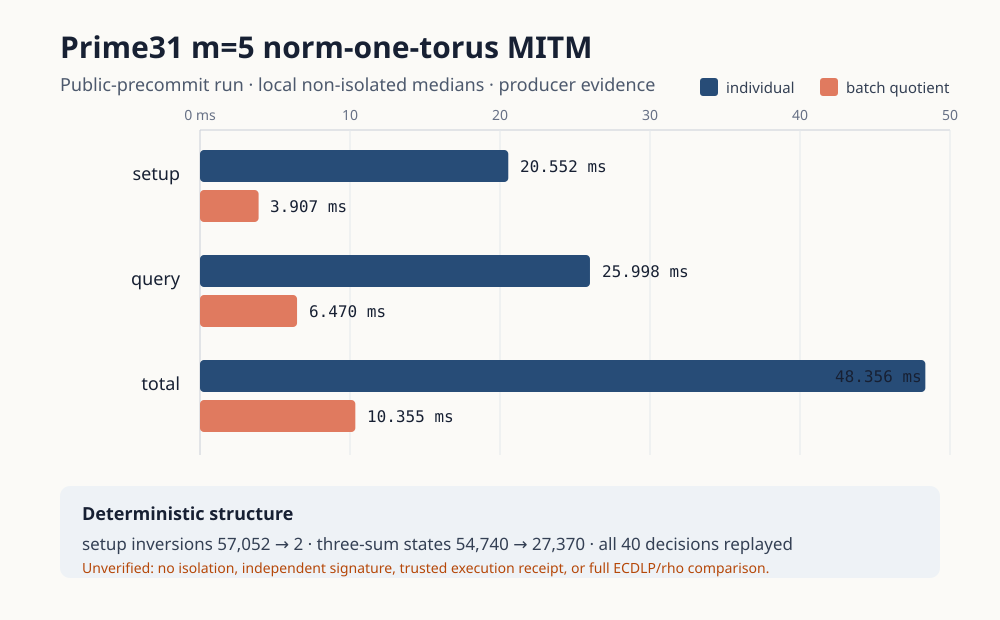 Prime31 m=5 norm-one-torus MITM
Public-precommit run · local non-isolated medians · producer evidence
individual
batch quotient
0 ms 10 20 30 40 50
setup
20.552 ms
3.907 ms
query
25.998 ms
6.470 ms
total
48.356 ms
10.355 ms
Deterministic structure
setup inversions 57,052 → 2 · three-sum states 54,740 → 27,370 · all 40 decisions replayed
Unverified: no isolation, independent signature, trusted execution receipt, or full ECDLP/rho comparison.